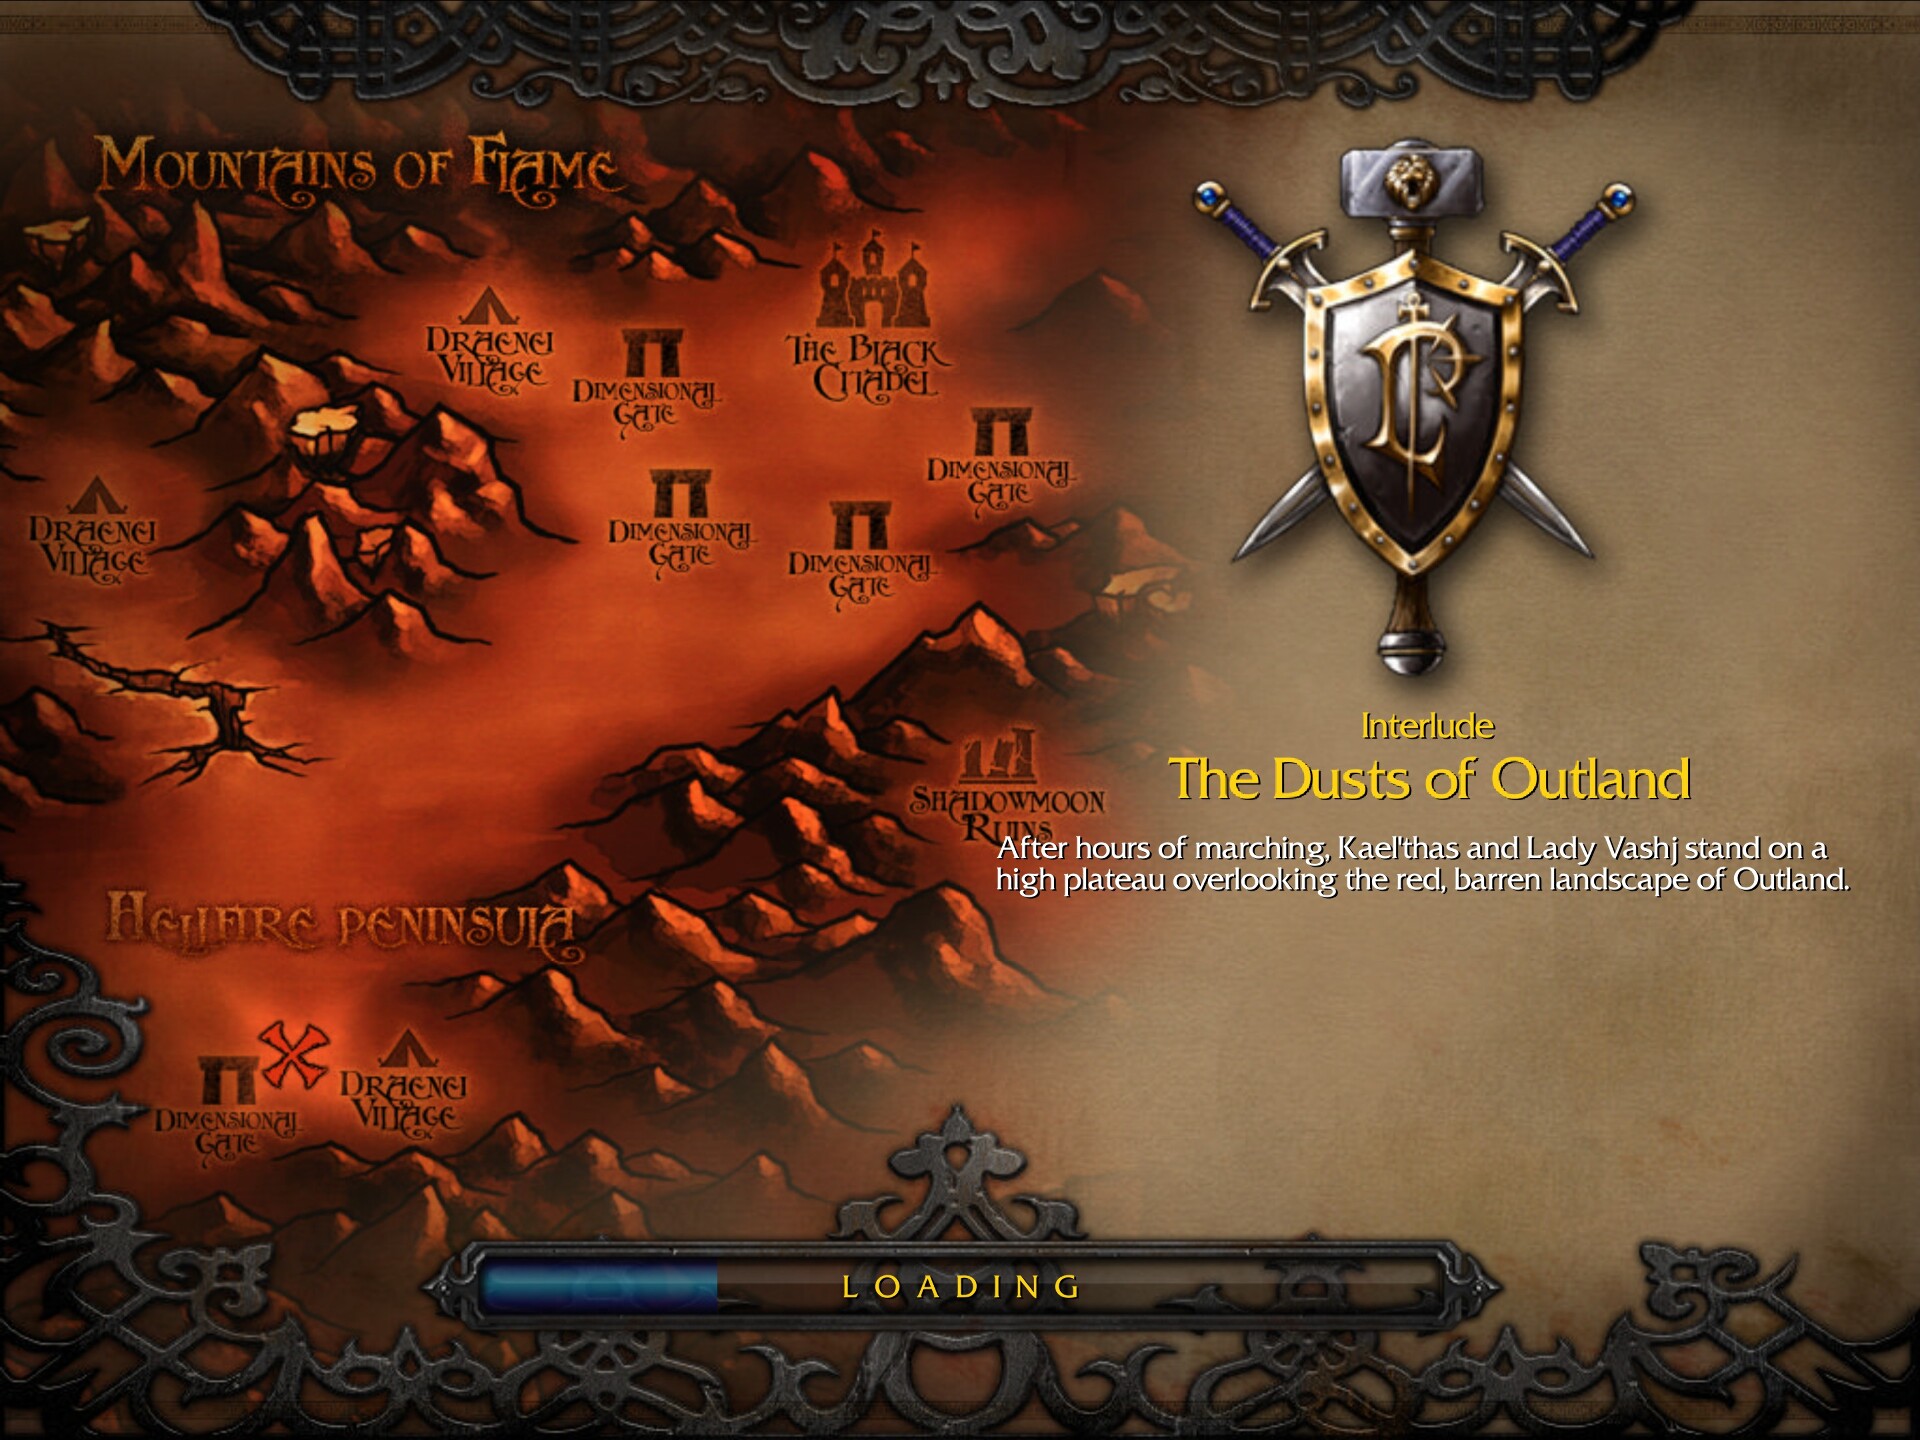 Mountains of Flame
Draenei
Village
Dimensional
Gate
The Black
Citadel
Dimensional
Gate
Draenei
Village
Dimensional
Gate
Dimensional
Gate
Interlude
The Dusts of Outland
Shadowmoon
Ruins
After hours of marching, Kael'thas and Lady Vashj stand on a
high plateau overlooking the red, barren landscape of Outland.
Hellfire Peninsula
Dimensional
Gate
Draenei
Village
LOADING